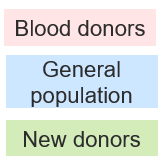 Blood donors
General
population
New donors